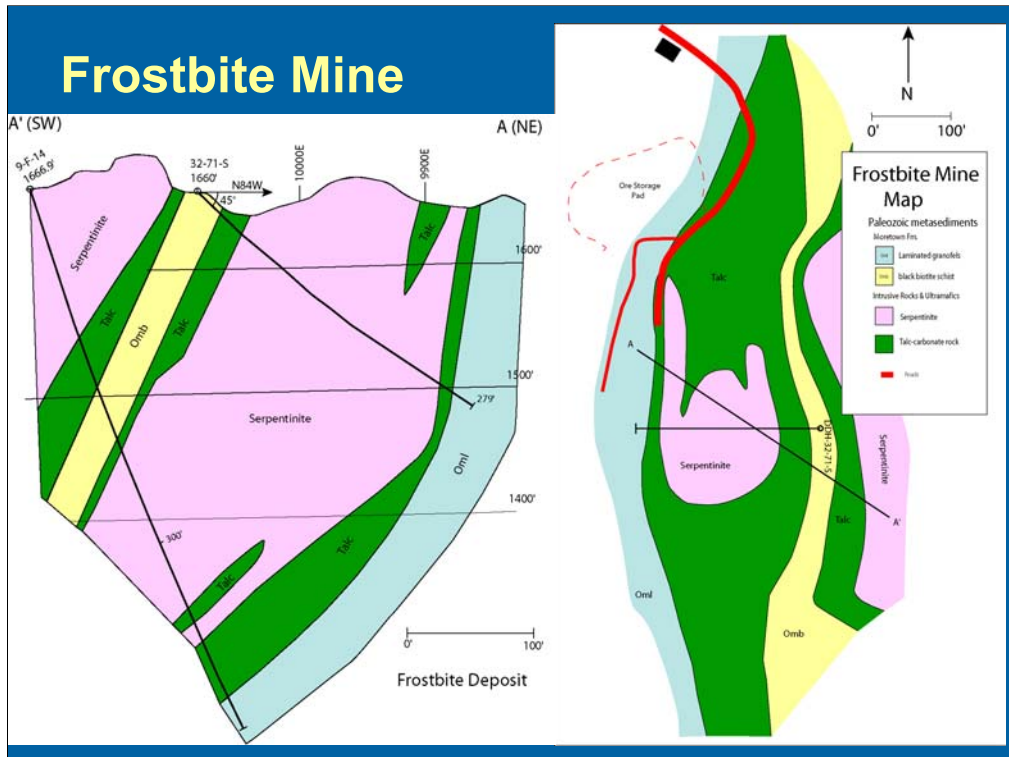 Frostbite Mine
A' (SW)
A (NE)
9-F-14
1666.9'
32-71-S
1660'
N84W
45'
10000E
9900E
Serpentinite
Talc
1600'
Talc
Omb
Talc
1500'
279'
Serpentinite
Oml
1400'
300'
Talc
Talc
0'
100'
Frostbite Deposit
N
0'
100'
Ore Storage
Pad
Frostbite Mine
Map
Paleozoic metasediments
Moretown Fm.
Laminated granofels
black biotite schist
Intrusive Rocks & Ultramafics
Serpentinite
Talc-carbonate rock
Roads
Talc
A
DDH-32-71-S
Serpentinite
Serpentinite
A'
Talc
Oml
Omb